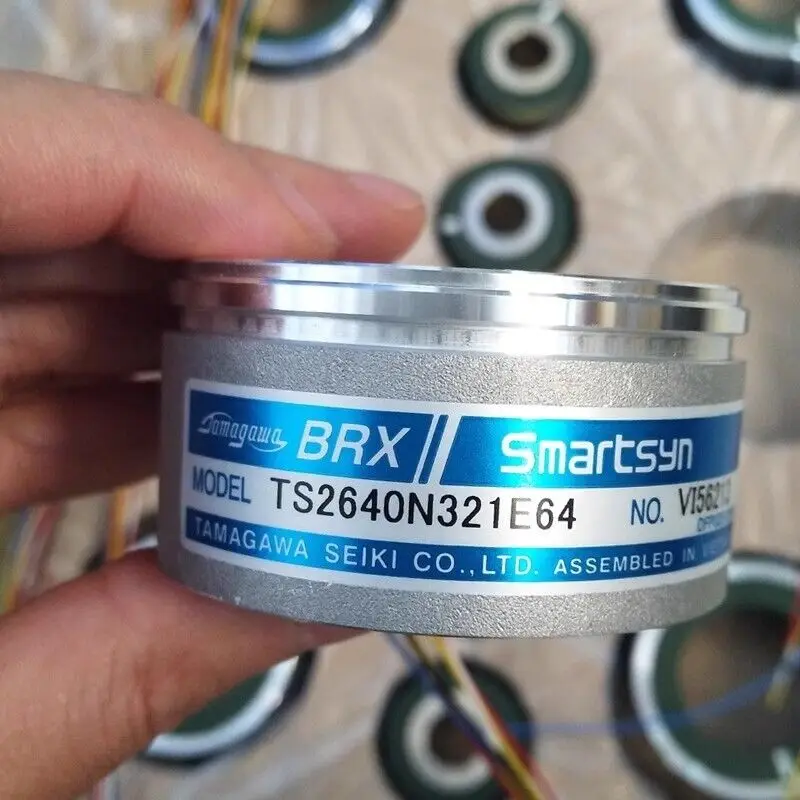 Tamagawa BRX // Smartsyn
MODEL TS2640N321E64 NO.
TAMAGAWA SEIKI CO.,LTD. ASSEMBLED IN